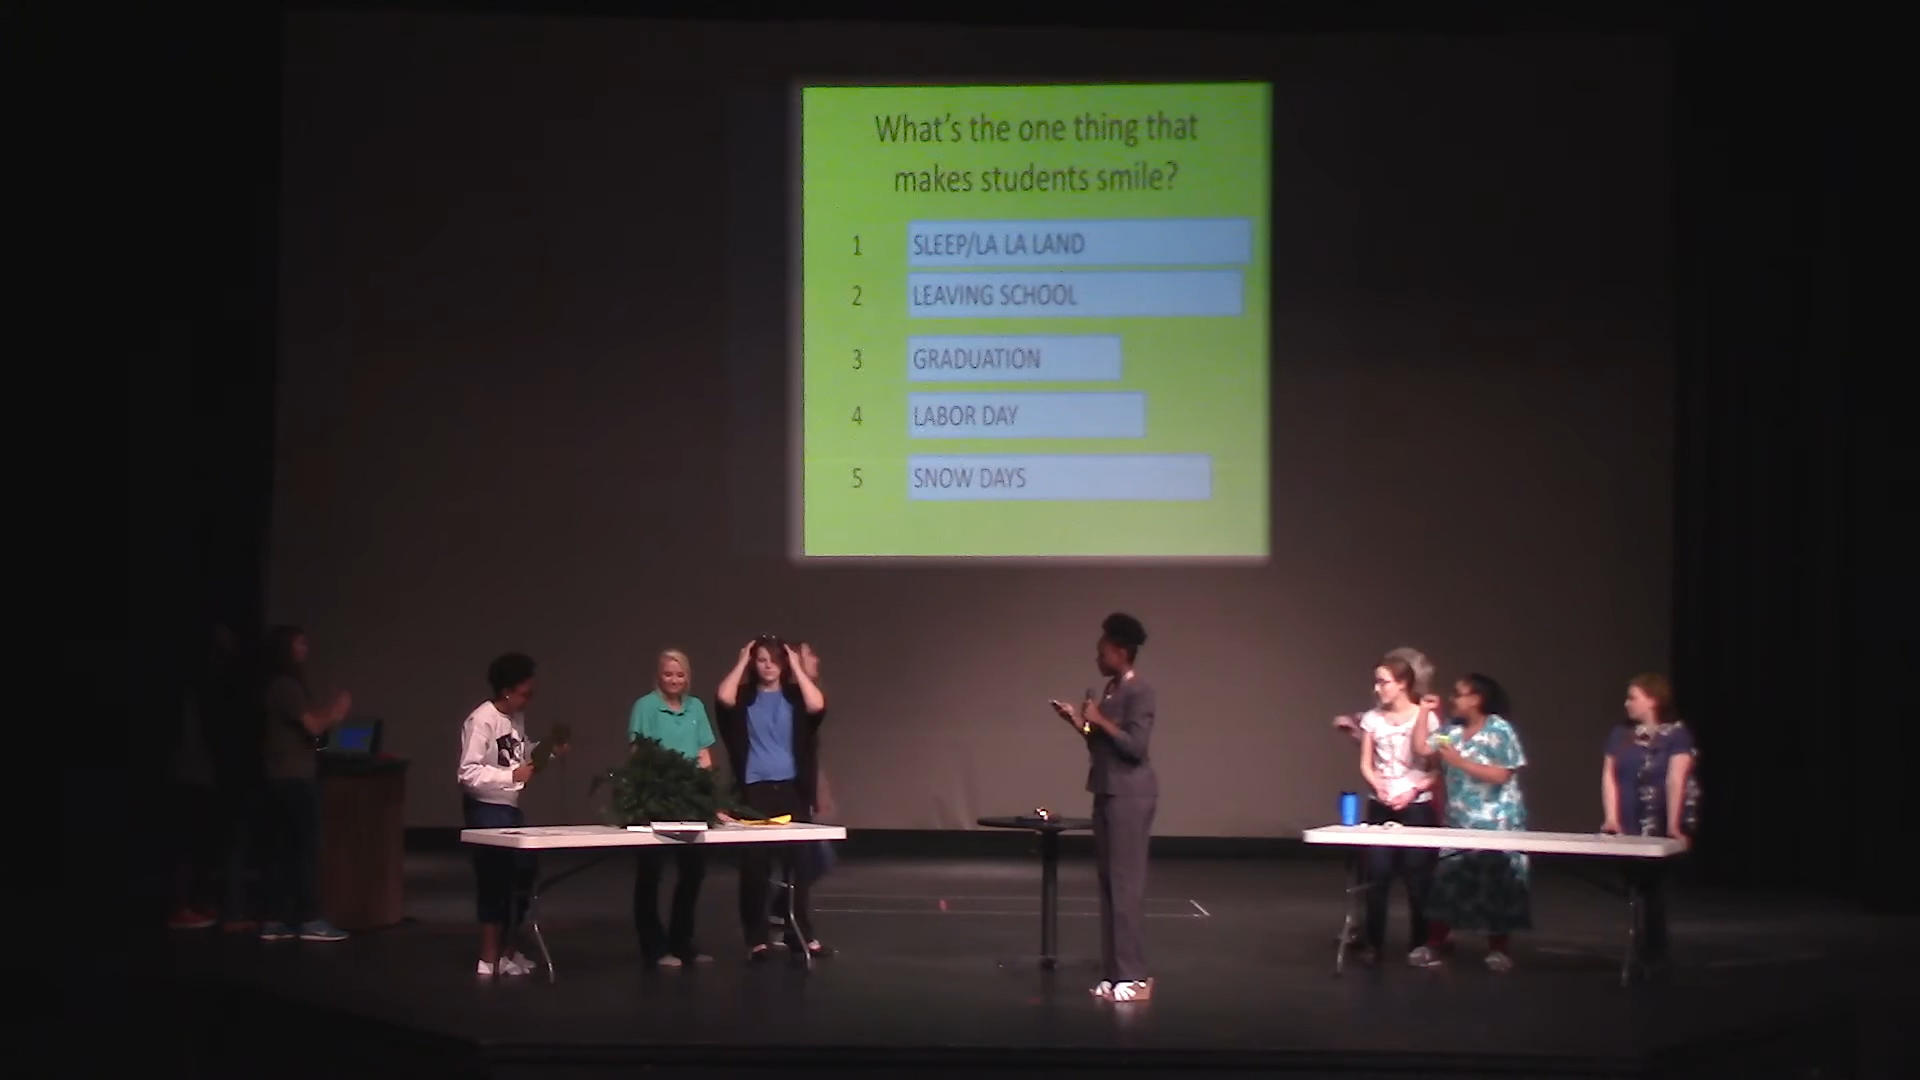 What's the one thing that
makes students smile?
1 SLEEP/LA LA LAND
2 LEAVING SCHOOL
3 GRADUATION
4 LABOR DAY
5 SNOW DAYS